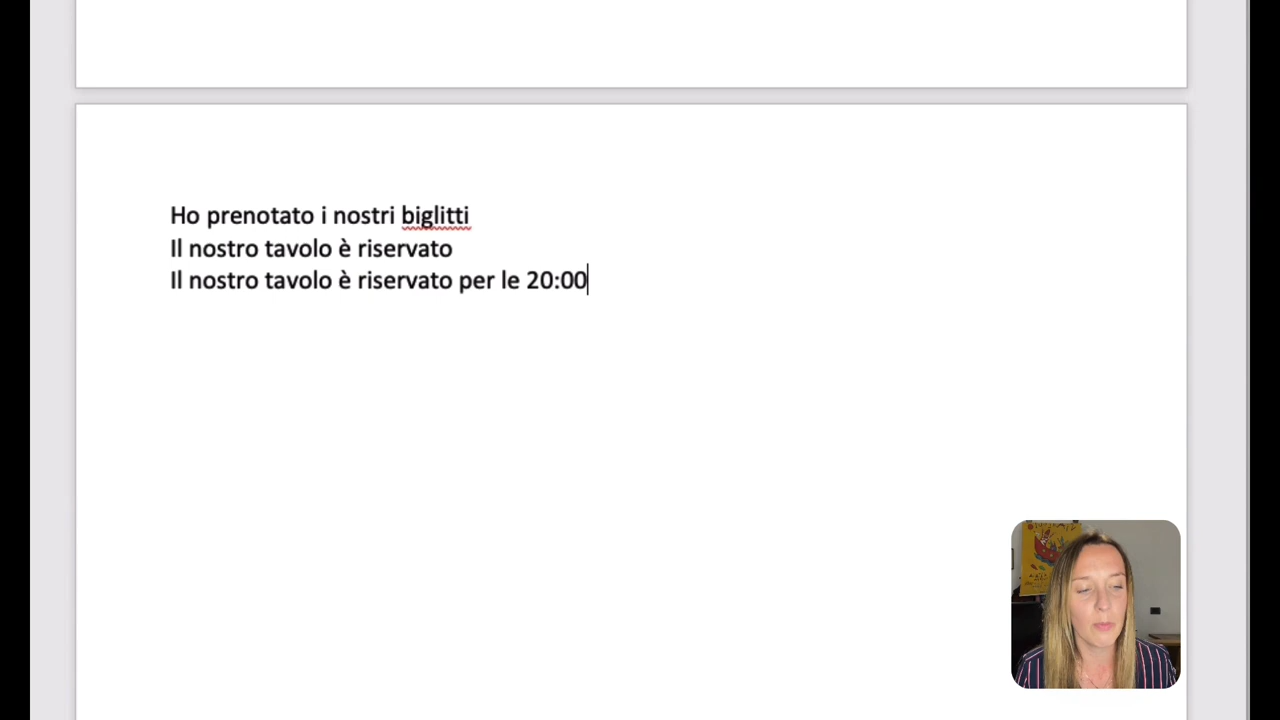 Ho prenotato i nostri biglitti
Il nostro tavolo è riservato
Il nostro tavolo è riservato per le 20:00